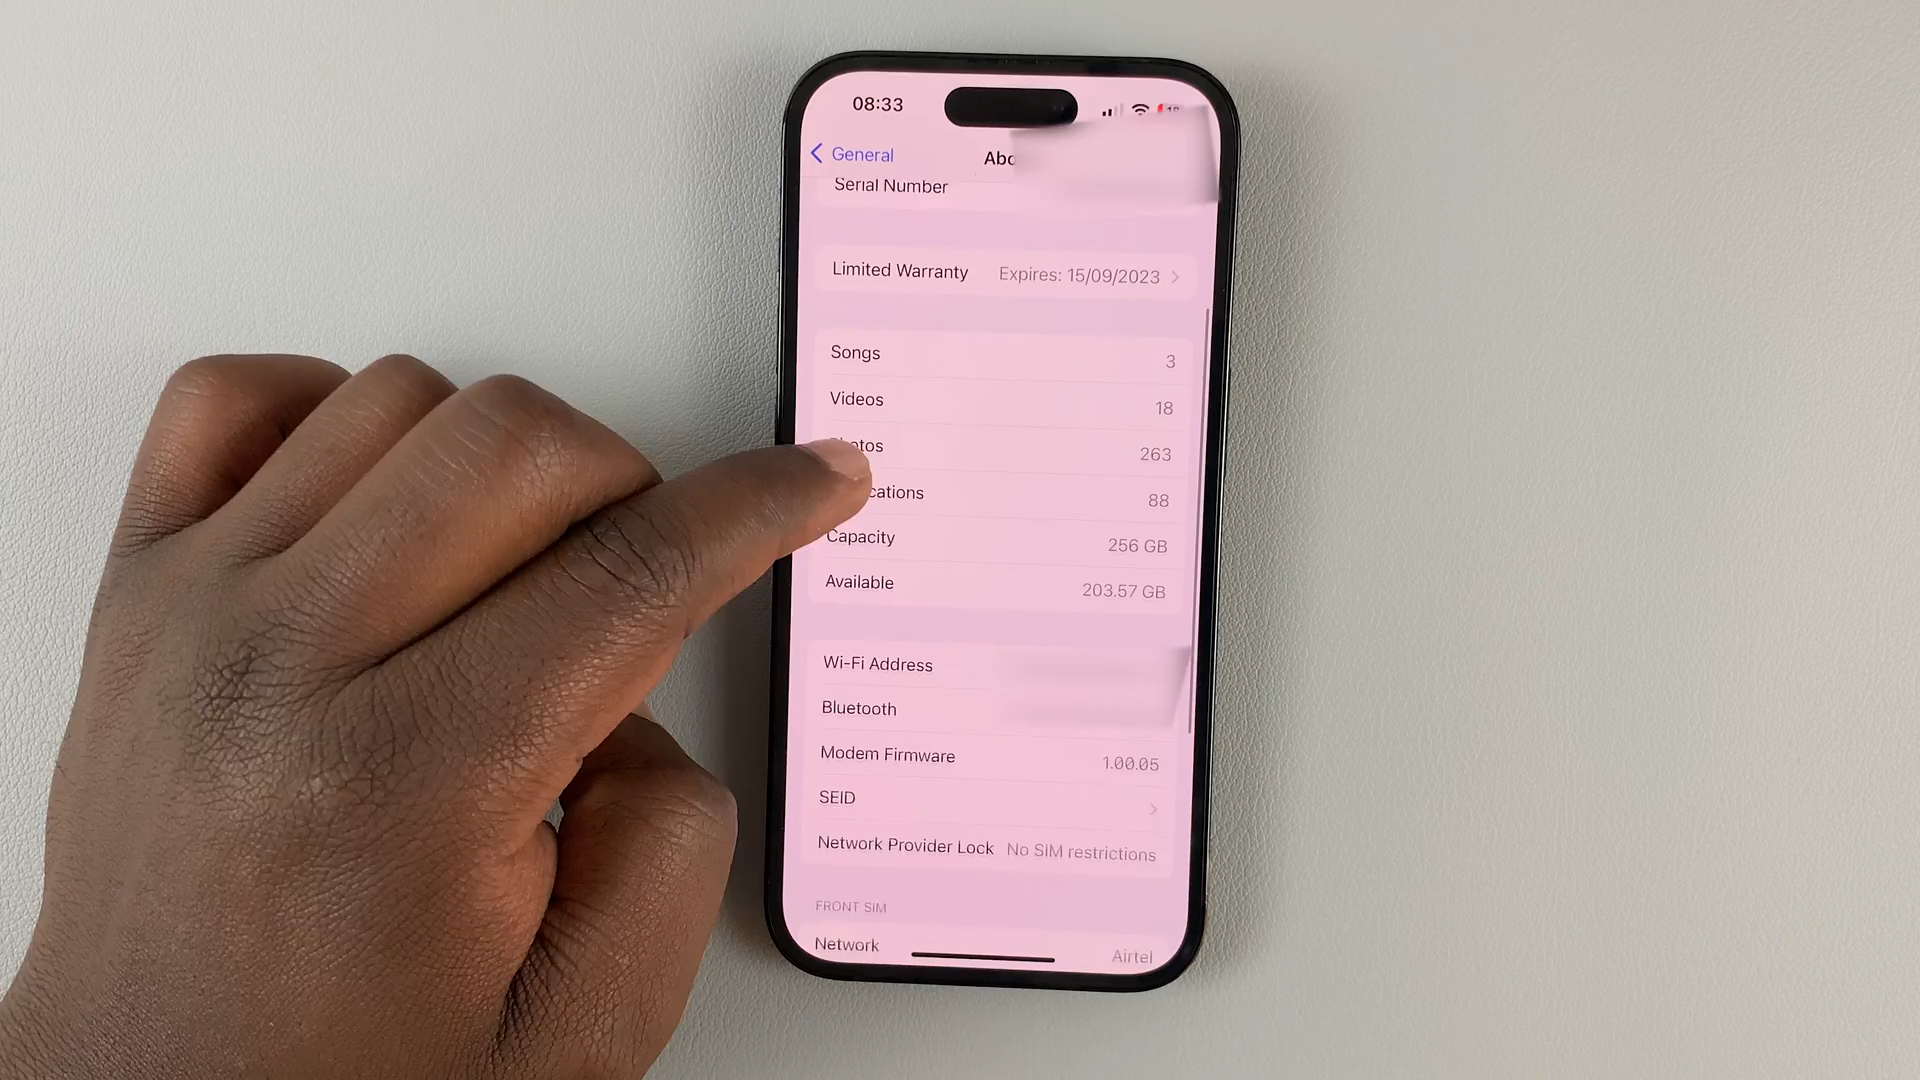 08:33
General
Serial Number
Limited Warranty Expires: 15/09/2023
Songs 3
Videos 18
263
88
Capacity 256 GB
Available 203.57 GB
Wi-Fi Address
Bluetooth
Modem Firmware 1.00.05
SEID
Network Provider Lock No SIM restrictions
FRONT SIM
Network Airtel